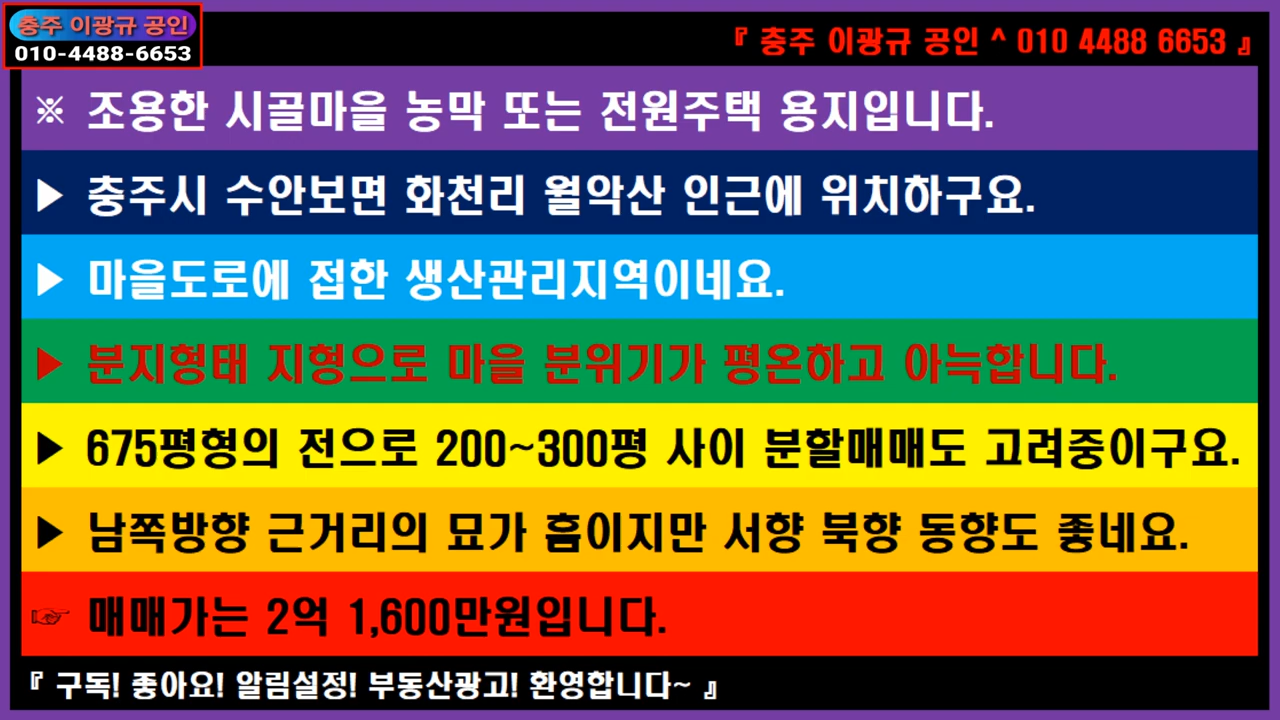 충주 이광규 공인
010-4488-6653
『 충주 이광규 공인 ^ 010 4488 6653 』
※ 조용한 시골마을 농막 또는 전원주택 용지입니다.
▶ 충주시 수안보면 화천리 월악산 인근에 위치하구요.
▶ 마을도로에 접한 생산관리지역이네요.
▶ 분지형태 지형으로 마을 분위기가 평온하고 아늑합니다.
▶ 675평형의 전으로 200~300평 사이 분할매매도 고려중이구요.
▶ 남쪽방향 근거리의 묘가 흠이지만 서향 북향 동향도 좋네요.
☞ 매매가는 2억 1,600만원입니다.
『 구독! 좋아요! 알림설정! 부동산광고! 환영합니다~ 』